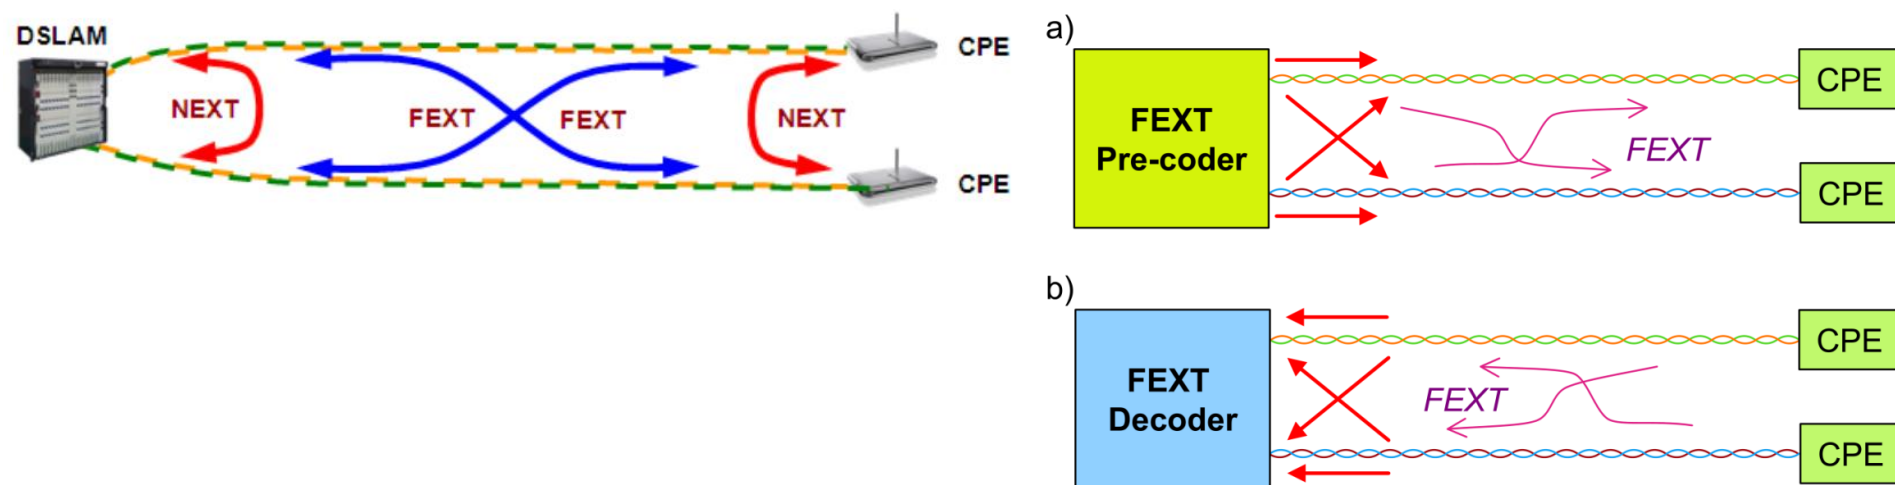 DSLAM
CPE
NEXT
FEXT
FEXT
NEXT
CPE
a)
FEXT
Pre-coder
FEXT
CPE
CPE
b)
FEXT
Decoder
FEXT
CPE
CPE